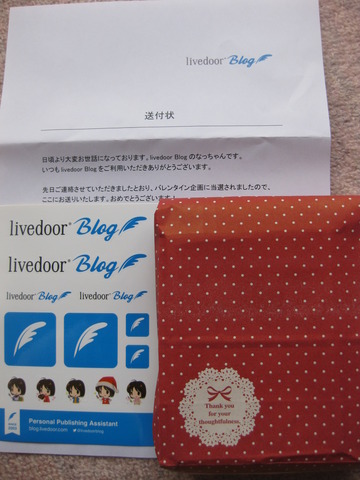 livedoor® Blog
送付状
日頃より大変お世話になっております。livedoor Blog のなっちゃんです。
いつも livedoor Blog をご利用いただきありがとうございます。
先日ご連絡させていただきましたとおり、バレンタイン企画に当選されましたので、
ここにお送りいたします。おめでとうございます！
livedoor® Blog
livedoor® Blog
livedoor® Blog livedoor® Blog
Personal Publishing Assistant
blog.livedoor.com @livedoorblog
Thank you
for your
thoughtfulness.